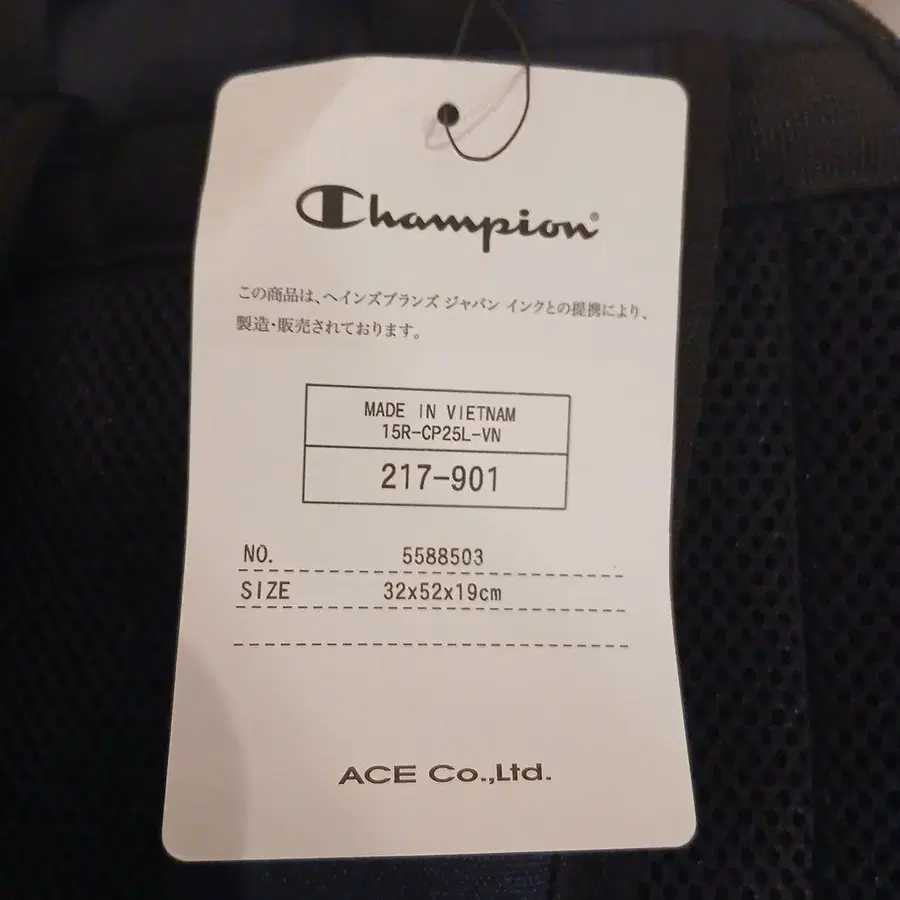 Champion®
この商品は、ヘインズブランズ ジャパン インクとの提携により、
製造・販売されております。
MADE IN VIETNAM
15R-CP25L-VN
217-901
NO. 5588503
SIZE 32x52x19cm
ACE Co.,Ltd.